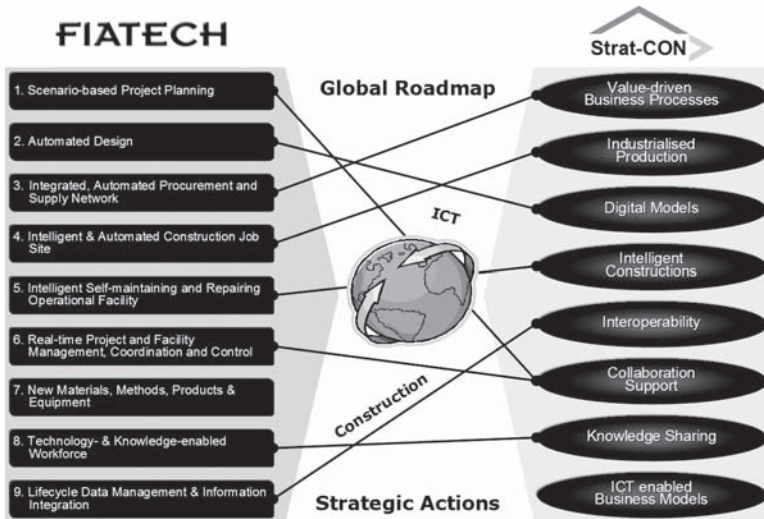 FIATECH
Strat-CON
Global Roadmap
1. Scenario-based Project Planning
2. Automated Design
3. Integrated, Automated Procurement and
Supply Network
4. Intelligent & Automated Construction Job
Site
5. Intelligent Self-maintaining and Repairing
Operational Facility
6. Real-time Project and Facility
Management, Coordination and Control
7. New Materials, Methods, Products &
Equipment
8. Technology- & Knowledge-enabled
Workforce
9. Lifecycle Data Management & Information
Integration
ICT
Construction
Strategic Actions
Value-driven
Business Processes
Industrialised
Production
Digital Models
Intelligent
Constructions
Interoperability
Collaboration
Support
Knowledge Sharing
ICT enabled
Business Models